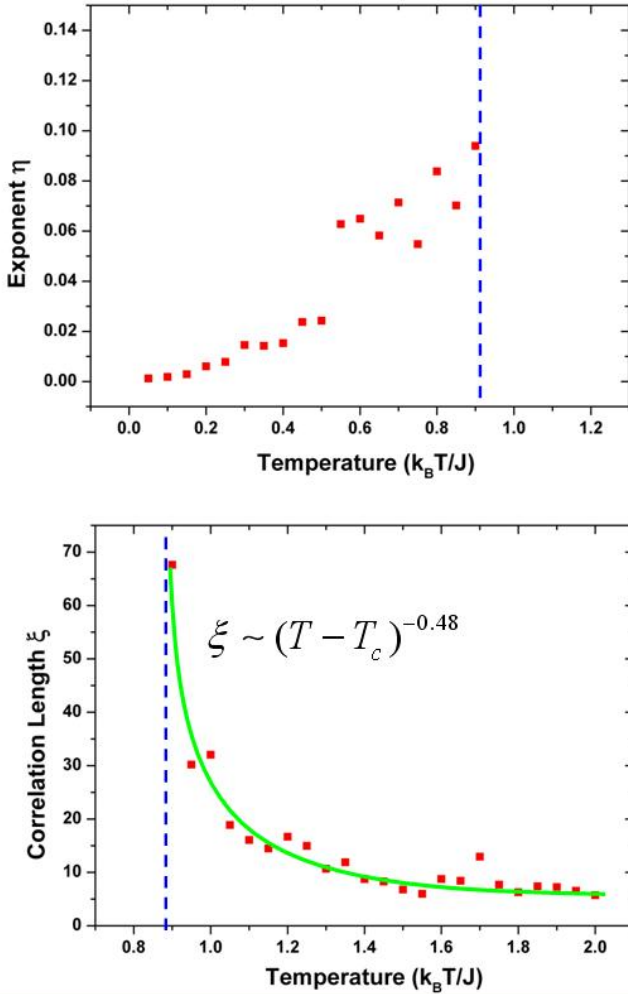 0.14
0.12
0.10
0.08
0.06
0.04
0.02
0.00
Exponent η
0.0 0.2 0.4 0.6 0.8 1.0 1.2
Temperature (k_BT/J)
70
60
50
40
30
20
10
0
Correlation Length ξ
ξ ~ (T − T_c)^{−0.48}
0.8 1.0 1.2 1.4 1.6 1.8 2.0
Temperature (k_BT/J)